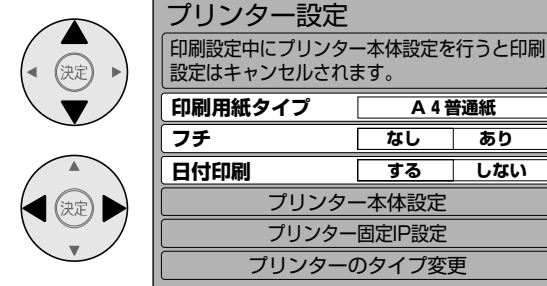 プリンター設定
印刷設定中にプリンター本体設定を行うと印刷
設定はキャンセルされます。
決定
印刷用紙タイプ A4普通紙
フチ なし あり
日付印刷 する しない
決定
プリンター本体設定
プリンター固定IP設定
プリンターのタイプ変更